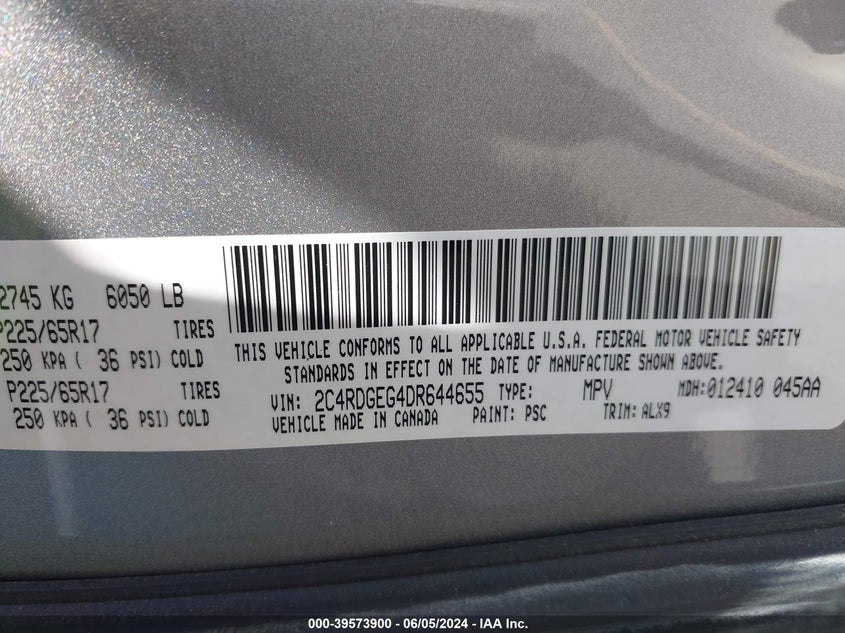 2745 KG 6050 LB
P225/65R17 TIRES
250 KPA ( 36 PSI) COLD
P225/65R17 TIRES
250 KPA ( 36 PSI) COLD
THIS VEHICLE CONFORMS TO ALL APPLICABLE U.S.A. FEDERAL MOTOR VEHICLE SAFETY
STANDARDS IN EFFECT ON THE DATE OF MANUFACTURE SHOWN ABOVE.
VIN: 2C4RDGEG4DR644655 TYPE: MPV MDH:012410 045AA
VEHICLE MADE IN CANADA PAINT: PSC TRIM: ALX9
000-39573900 - 06/05/2024 - IAA Inc.